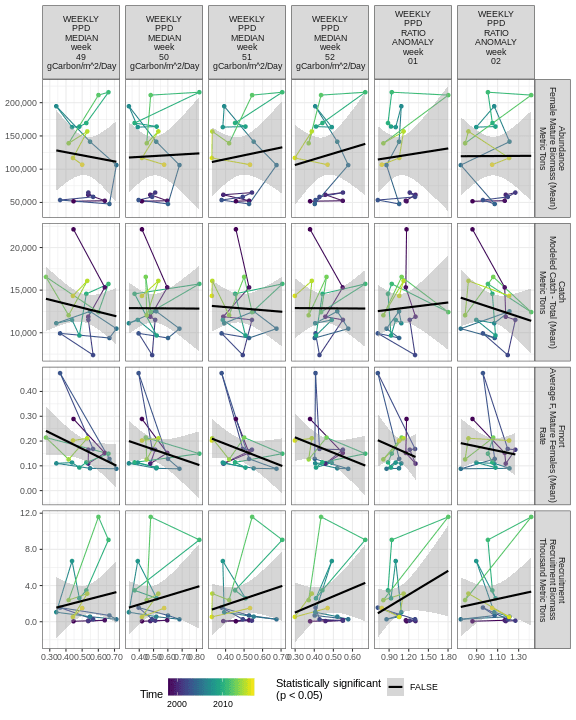 WEEKLY
PPD
MEDIAN
week
49
gCarbon/m^2/Day
WEEKLY
PPD
MEDIAN
week
50
gCarbon/m^2/Day
WEEKLY
PPD
MEDIAN
week
51
gCarbon/m^2/Day
WEEKLY
PPD
MEDIAN
week
52
gCarbon/m^2/Day
WEEKLY
PPD
RATIO
ANOMALY
week
01
WEEKLY
PPD
RATIO
ANOMALY
week
02
200,000
150,000
100,000
50,000
Abundance
Female Mature Biomass (Mean)
Metric Tons
20,000
15,000
10,000
Catch
Modeled Catch - Total (Mean)
Metric Tons
0.40
0.30
0.20
0.10
0.00
Fmort
Average F, Mature Females (Mean)
Rate
12.0
8.0
4.0
0.0
Recruitment
Recruitment Biomass
Thousand Metric Tons
0.30 0.40 0.50 0.60 0.70
0.40 0.50 0.60 0.70 0.80
0.40 0.50 0.60 0.70
0.30 0.40 0.50 0.60
0.90 1.20 1.50 1.80
0.90 1.10 1.30
Time
2000 2010
Statistically significant
(p < 0.05)
FALSE